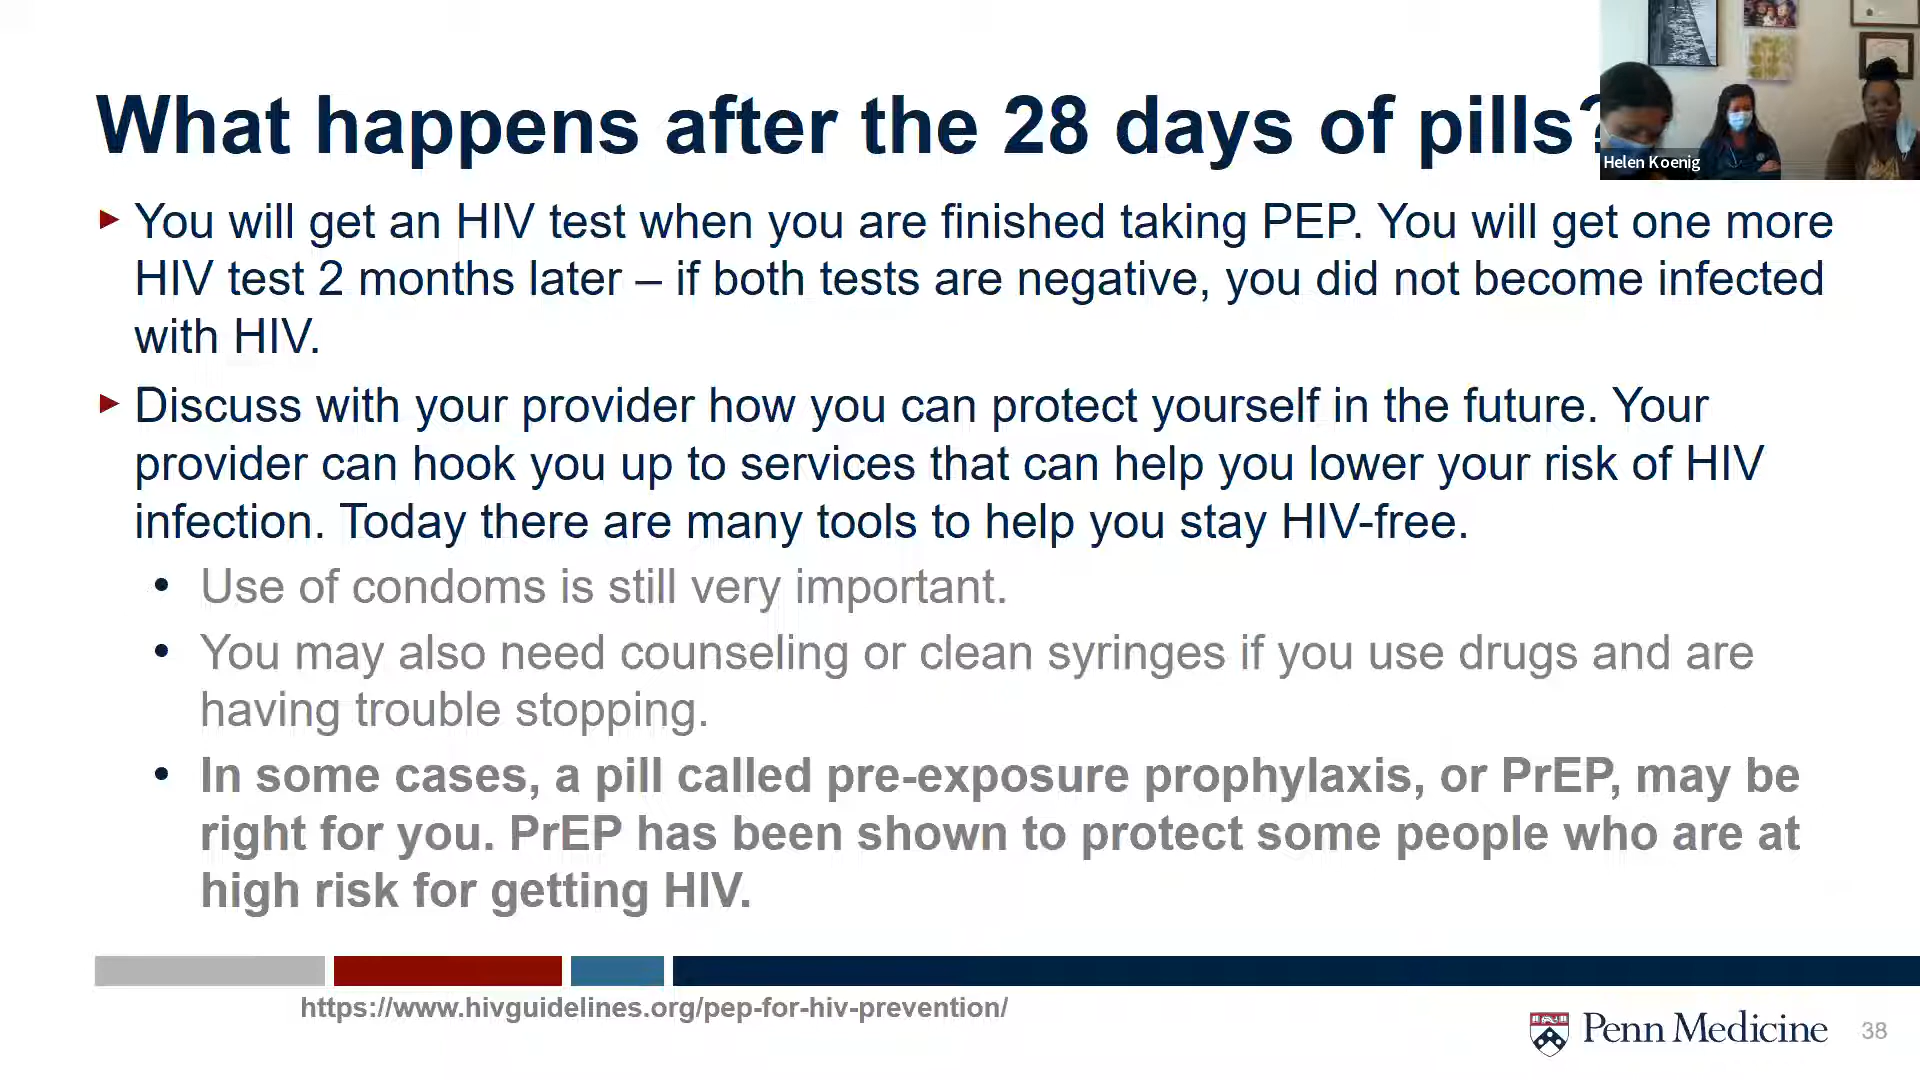 What happens after the 28 days of pills?
Helen Koenig
You will get an HIV test when you are finished taking PEP. You will get one more
HIV test 2 months later – if both tests are negative, you did not become infected
with HIV.
Discuss with your provider how you can protect yourself in the future. Your
provider can hook you up to services that can help you lower your risk of HIV
infection. Today there are many tools to help you stay HIV-free.
Use of condoms is still very important.
You may also need counseling or clean syringes if you use drugs and are
having trouble stopping.
In some cases, a pill called pre-exposure prophylaxis, or PrEP, may be
right for you. PrEP has been shown to protect some people who are at
high risk for getting HIV.
https://www.hivguidelines.org/pep-for-hiv-prevention/
Penn Medicine
38